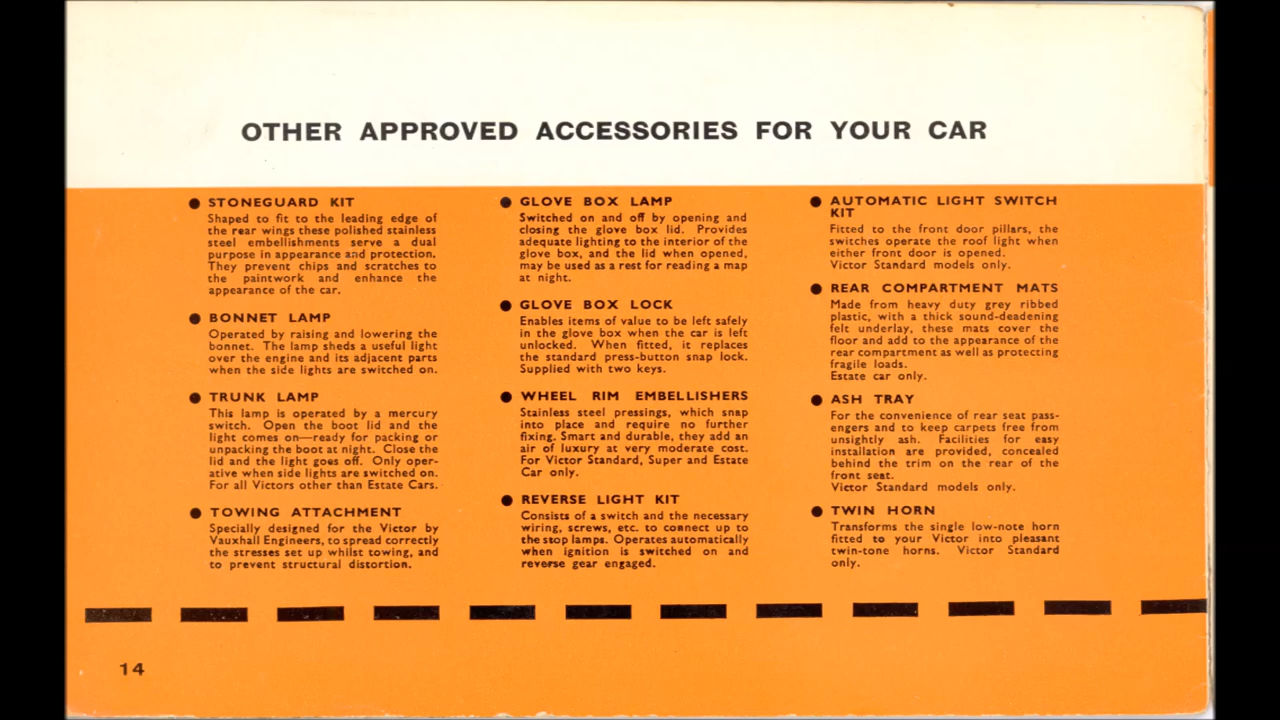 OTHER APPROVED ACCESSORIES FOR YOUR CAR
● STONEGUARD KIT
Shaped to fit to the leading edge of
the rear wings these polished stainless
steel embellishments serve a dual
purpose in appearance and protection.
They prevent chips and scratches to
the paintwork and enhance the
appearance of the car.
● BONNET LAMP
Operated by raising and lowering the
bonnet. The lamp sheds a useful light
over the engine and its adjacent parts
when the side lights are switched on.
● TRUNK LAMP
This lamp is operated by a mercury
switch. Open the boot lid and the
light comes on—ready for packing or
unpacking the boot at night. Close the
lid and the light goes off. Only oper-
ative when side lights are switched on.
For all Victors other than Estate Cars.
● TOWING ATTACHMENT
Specially designed for the Victor by
Vauxhall Engineers, to spread correctly
the stresses set up whilst towing, and
to prevent structural distortion.
● GLOVE BOX LAMP
Switched on and off by opening and
closing the glove box lid. Provides
adequate lighting to the interior of the
glove box, and the lid when opened,
may be used as a rest for reading a map
at night.
● GLOVE BOX LOCK
Enables items of value to be left safely
in the glove box when the car is left
unlocked. When fitted, it replaces
the standard press-button snap lock.
Supplied with two keys.
● WHEEL RIM EMBELLISHERS
Stainless steel pressings, which snap
into place and require no further
fixing. Smart and durable, they add an
air of luxury at very moderate cost.
For Victor Standard, Super and Estate
Car only.
● REVERSE LIGHT KIT
Consists of a switch and the necessary
wiring, screws, etc. to connect up to
the stop lamps. Operates automatically
when ignition is switched on and
reverse gear engaged.
● AUTOMATIC LIGHT SWITCH
KIT
Fitted to the front door pillars, the
switches operate the roof light when
either front door is opened.
Victor Standard models only.
● REAR COMPARTMENT MATS
Made from heavy duty grey ribbed
plastic, with a thick sound-deadening
felt underlay, these mats cover the
floor and add to the appearance of the
rear compartment as well as protecting
fragile loads.
Estate car only.
● ASH TRAY
For the convenience of rear seat pass-
engers and to keep carpets free from
unsightly ash. Facilities for easy
installation are provided, concealed
behind the trim on the rear of the
front seat.
Victor Standard models only.
● TWIN HORN
Transforms the single low-note horn
fitted to your Victor into pleasant
twin-tone horns. Victor Standard
only.
14